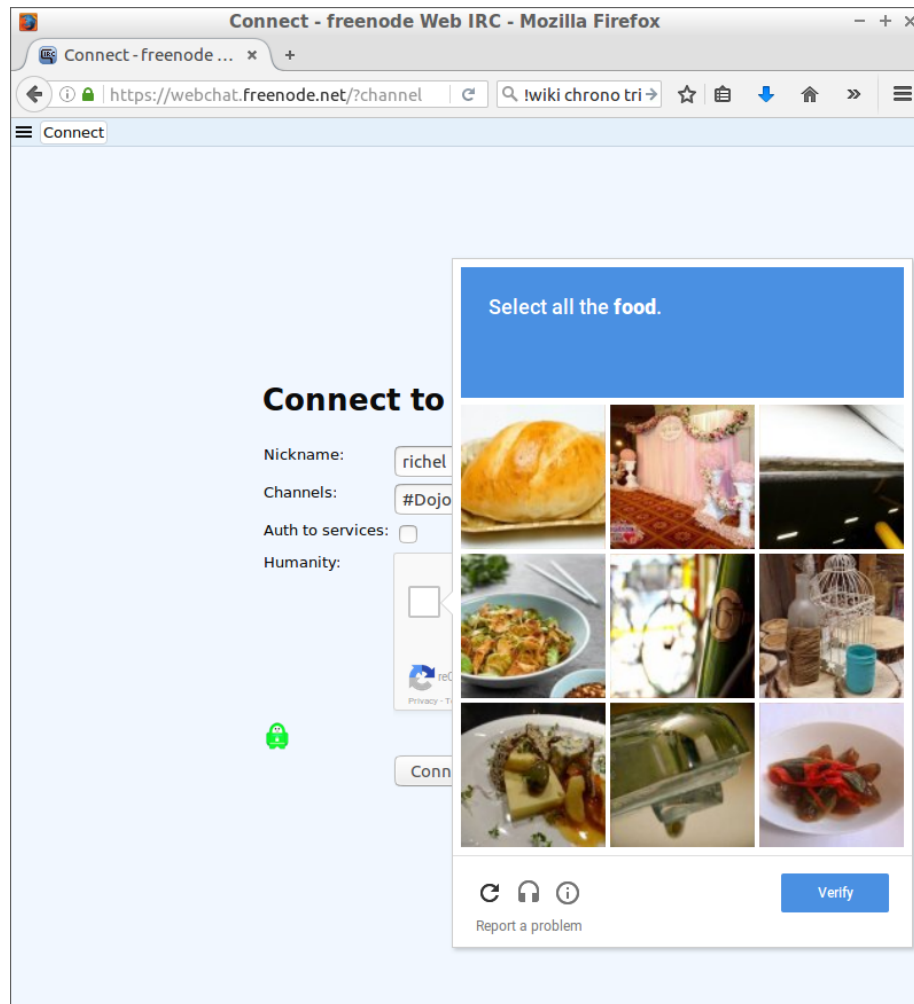 Connect - freenode Web IRC - Mozilla Firefox
Connect - freenode ...
https://webchat.freenode.net/?channel
!wiki chrono tri
Connect
Select all the food.
Connect to
Nickname:
richel
Channels:
#Dojo
Auth to services:
Humanity:
Privacy -
Conn
Verify
Report a problem